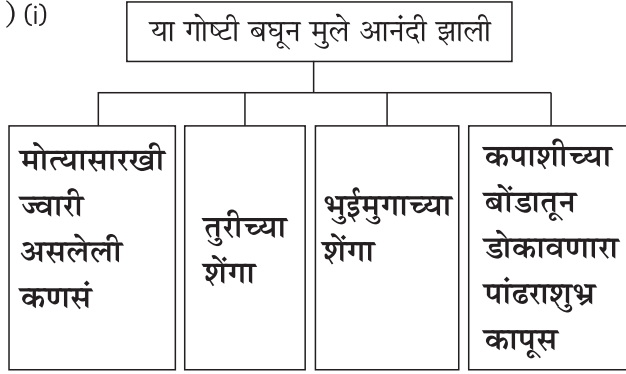 ) (i)
या गोष्टी बघून मुले आनंदी झाली
मोत्यासारखी
ज्वारी
असलेली
कणसं
तुरीच्या
शेंगा
भुईमुगाच्या
शेंगा
कपाशीच्या
बोंडातून
डोकावणारा
पांढराशुभ्र
कापूस